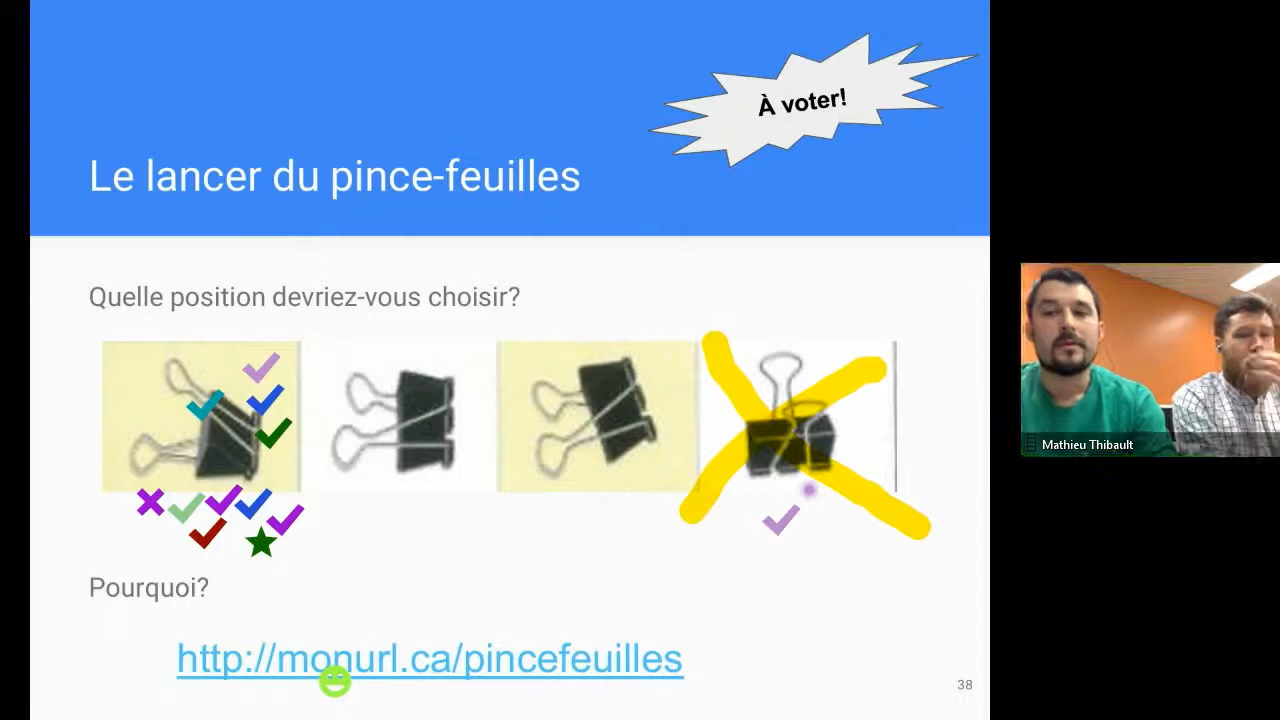 À voter!
Le lancer du pince-feuilles
Quelle position devriez-vous choisir?
Pourquoi?
http://monurl.ca/pincefeuilles
38
Mathieu Thibault